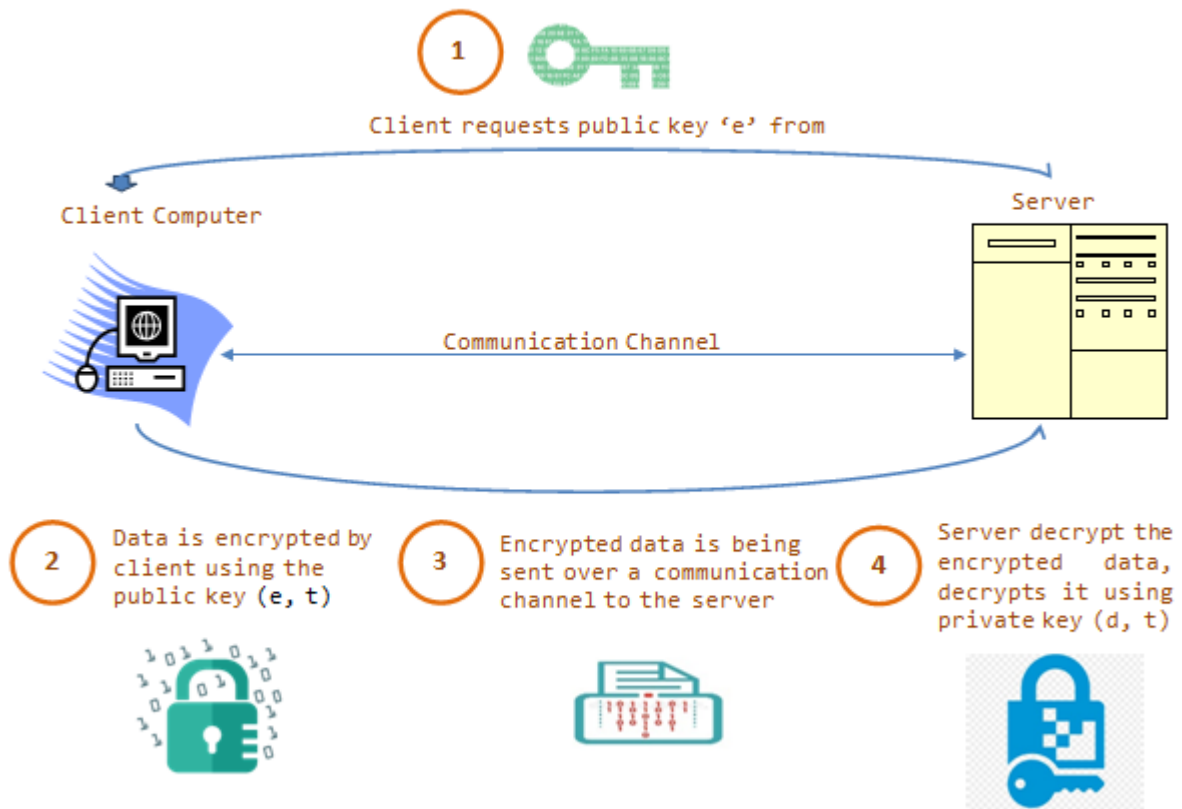 1
Client requests public key ‘e’ from
Client Computer
Server
Communication Channel
2
Data is encrypted by
client using the
public key (e, t)
3
Encrypted data is being
sent over a communication
channel to the server
4
Server decrypt the
encrypted data,
decrypts it using
private key (d, t)